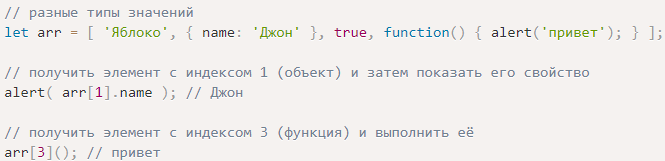 // разные типы значений
let arr = [ 'Яблоко', { name: 'Джон' }, true, function() { alert('привет'); } ];
// получить элемент с индексом 1 (объект) и затем показать его свойство
alert( arr[1].name ); // Джон
// получить элемент с индексом 3 (функция) и выполнить её
arr[3](); // привет